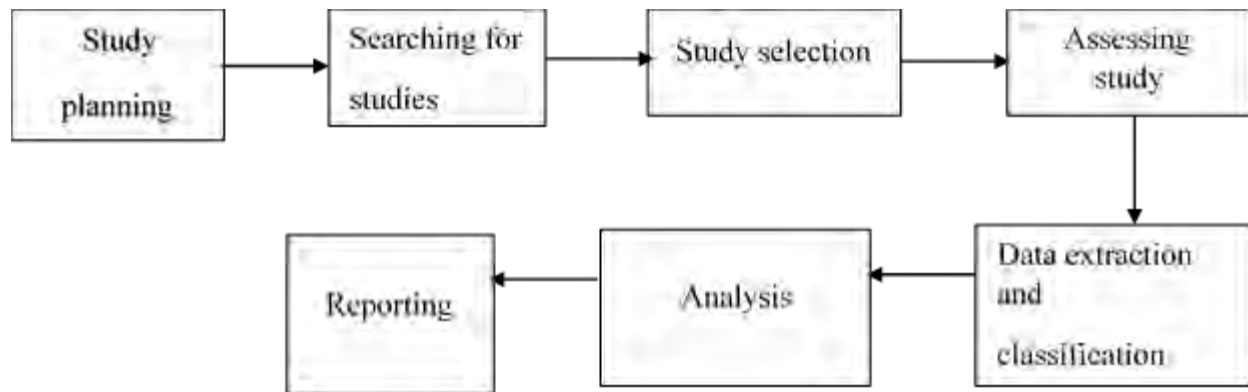 Study
planning
Searching for
studies
Study selection
Assessing
study
Data extraction
and
classification
Analysis
Reporting